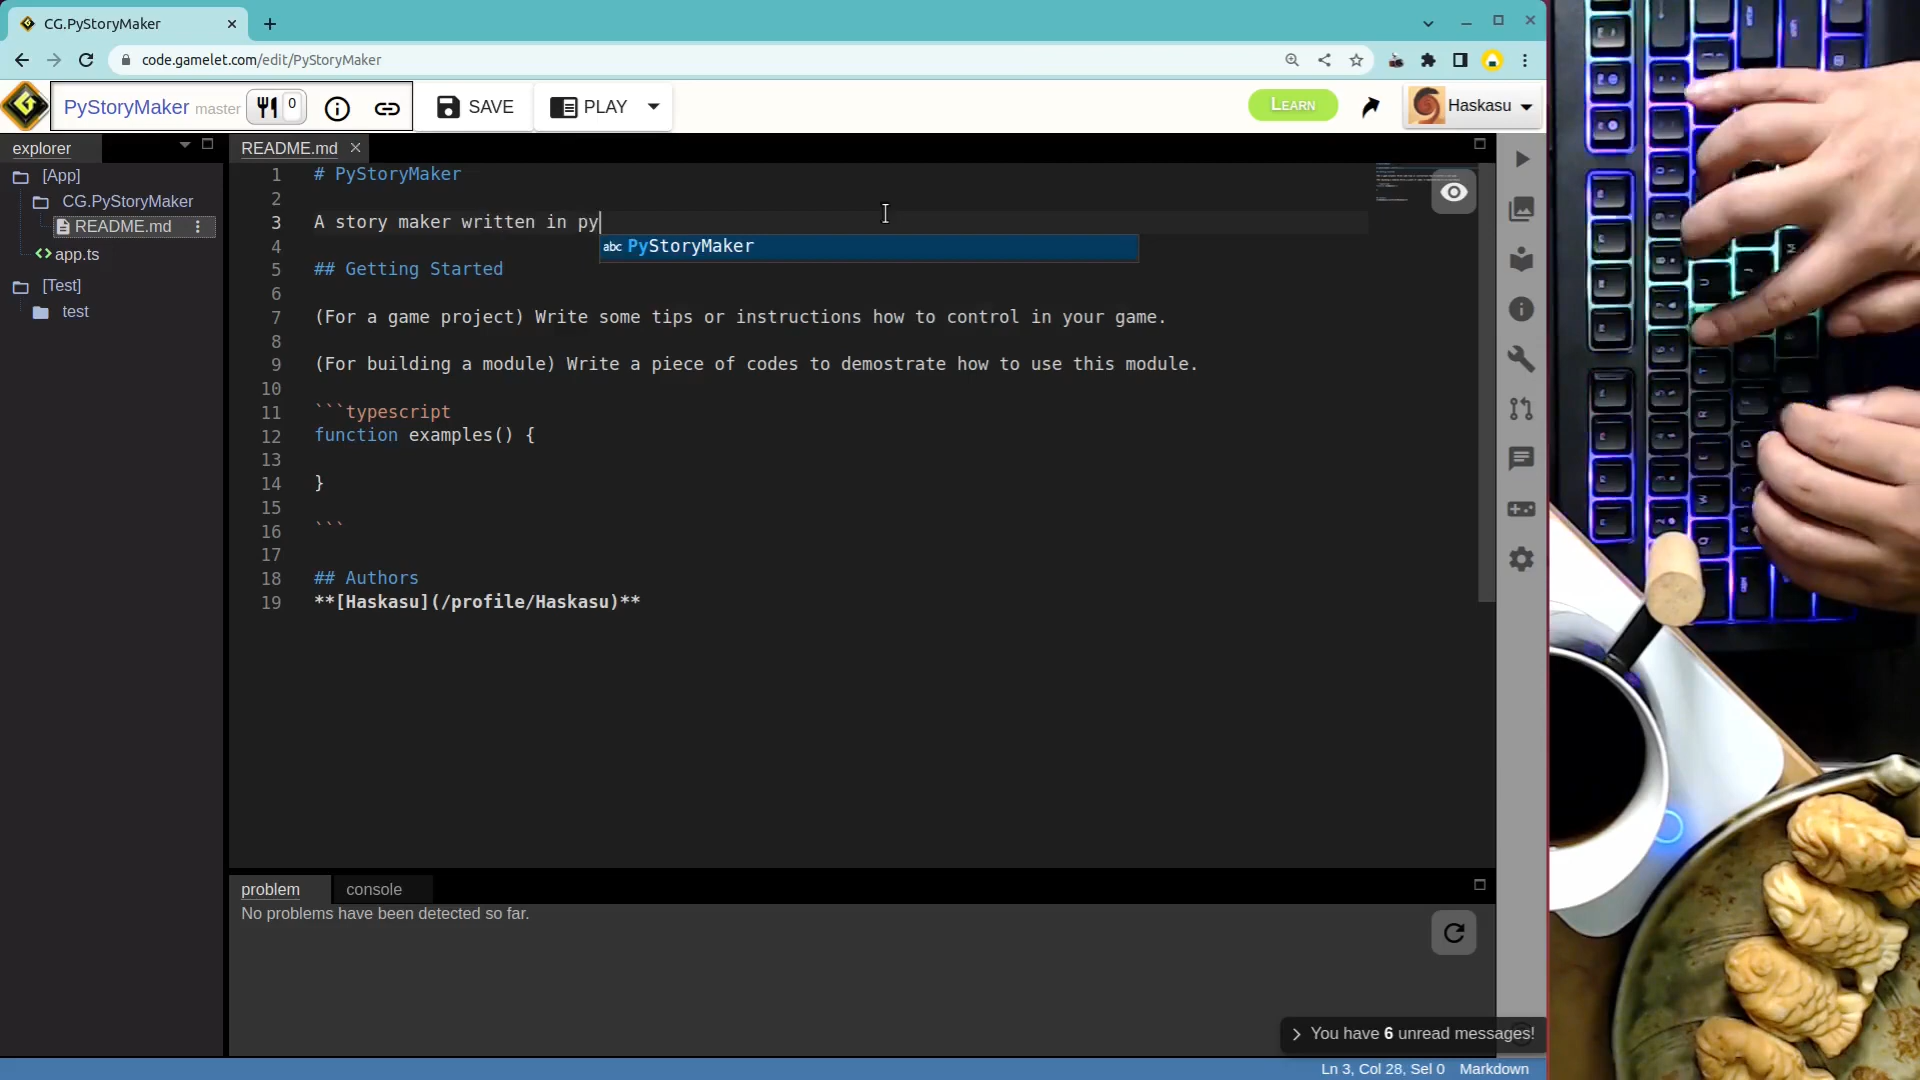 CG.PyStoryMaker
code.gamelet.com/edit/PyStoryMaker
PyStoryMaker master
0
SAVE
PLAY
LEARN
Haskasu
explorer
[App]
CG.PyStoryMaker
README.md
app.ts
[Test]
test
README.md
1 # PyStoryMaker
2
3 A story maker written in py
abc PyStoryMaker
4
5 ## Getting Started
6
7 (For a game project) Write some tips or instructions how to control in your game.
8
9 (For building a module) Write a piece of codes to demostrate how to use this module.
10
11 ```typescript
12 function examples() {
13
14 }
15
16 ```
17
18 ## Authors
19 **[Haskasu](/profile/Haskasu)**
problem
console
No problems have been detected so far.
You have 6 unread messages!
Ln 3, Col 28, Sel 0 Markdown